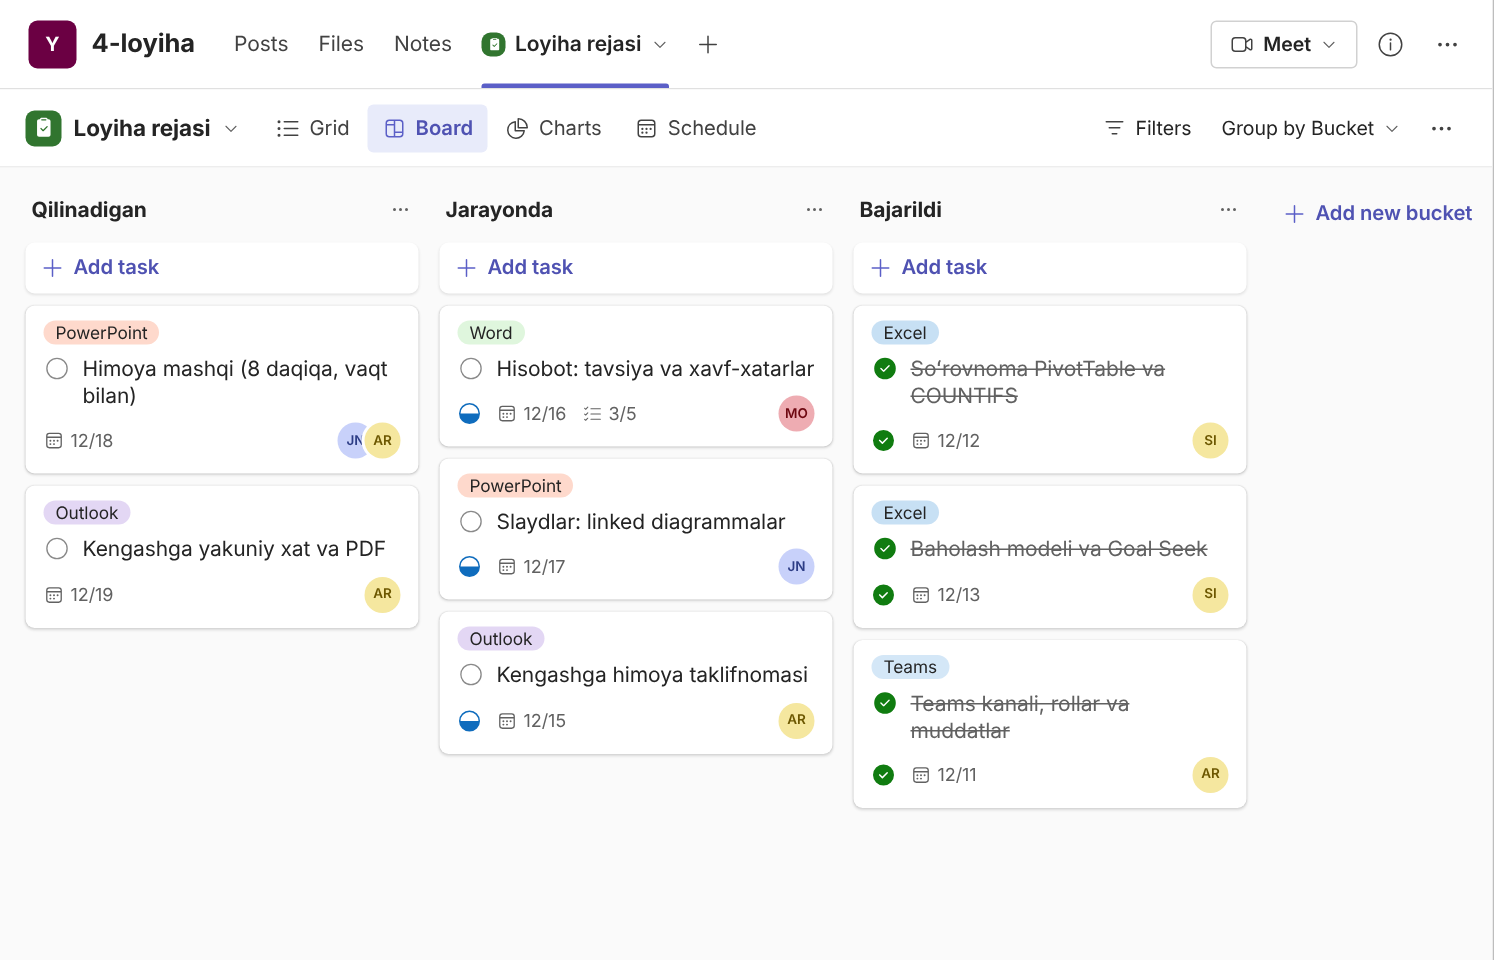 Y 4-loyiha Posts Files Notes Loyiha rejasi Meet
Loyiha rejasi Grid Board Charts Schedule Filters Group by Bucket
Qilinadigan
Add task
PowerPoint
Himoya mashqi (8 daqiqa, vaqt
bilan)
12/18 JN AR
Outlook
Kengashga yakuniy xat va PDF
12/19 AR
Jarayonda
Add task
Word
Hisobot: tavsiya va xavf-xatarlar
12/16 3/5 MO
PowerPoint
Slaydlar: linked diagrammalar
12/17 JN
Outlook
Kengashga himoya taklifnomasi
12/15 AR
Bajarildi
Add task
Excel
Soʻrovnoma PivotTable va
COUNTIFS
12/12 SI
Excel
Baholash modeli va Goal Seek
12/13 SI
Teams
Teams kanali, rollar va
muddatlar
12/11 AR
Add new bucket